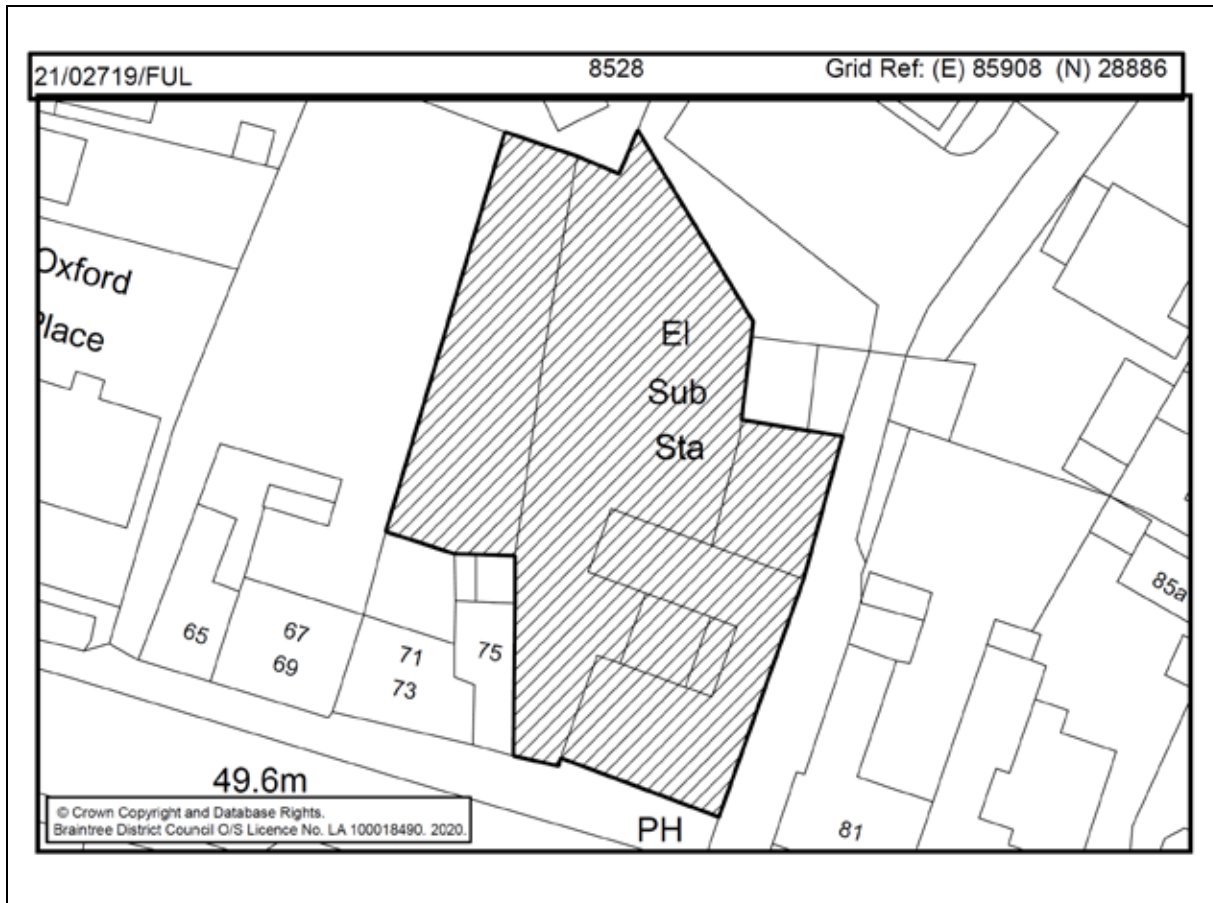 21/02719/FUL
8528
Grid Ref: (E) 85908 (N) 28886
Oxford
Place
El
Sub
Sta
85a
65
67
69
71
73
75
49.6m
© Crown Copyright and Database Rights.
Braintree District Council O/S Licence No. LA 100018490. 2020.
PH
81